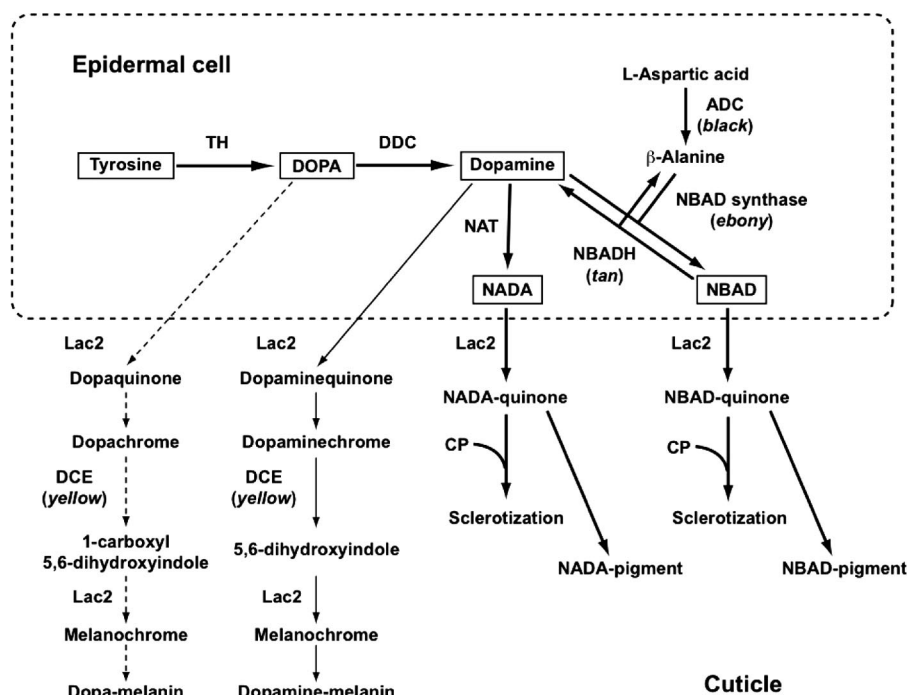 Epidermal cell
L-Aspartic acid
ADC
(black)
TH
DDC
Tyrosine
DOPA
Dopamine
β-Alanine
NBAD synthase
(ebony)
NAT
NBADH
(tan)
NADA
NBAD
Lac2
Lac2
Lac2
Lac2
Dopaquinone
Dopaminequinone
NADA-quinone
NBAD-quinone
Dopachrome
Dopaminechrome
CP
CP
DCE
(yellow)
DCE
(yellow)
Sclerotization
Sclerotization
1-carboxyl
5,6-dihydroxyindole
5,6-dihydroxyindole
NADA-pigment
NBAD-pigment
Lac2
Lac2
Melanochrome
Melanochrome
Dopa-melanin
Dopamine-melanin
Cuticle